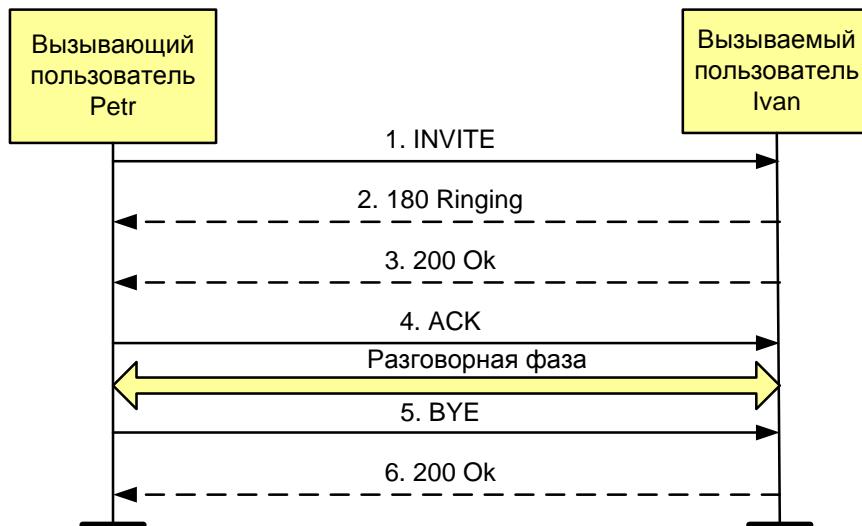 Вызывающий
пользователь
Petr
Вызываемый
пользователь
Ivan
1. INVITE
2. 180 Ringing
3. 200 Ok
4. ACK
Разговорная фаза
5. BYE
6. 200 Ok